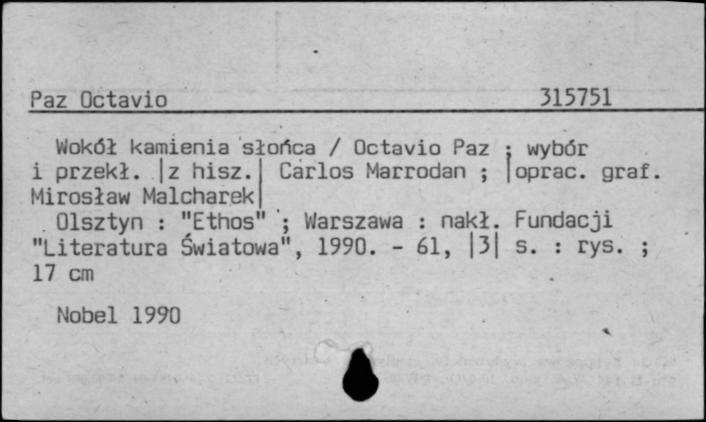 Paz Octavio 315751
Wokół kamienia słońca / Octavio Paz ; wybór
i przekł. |z hisz.| Carlos Marrodan ; |oprac. graf.
Mirosław Malcharek|
Olsztyn : "Ethos" ; Warszawa : nakł. Fundacji
"Literatura Światowa", 1990. - 61, |3| s. : rys. ;
17 cm
Nobel 1990